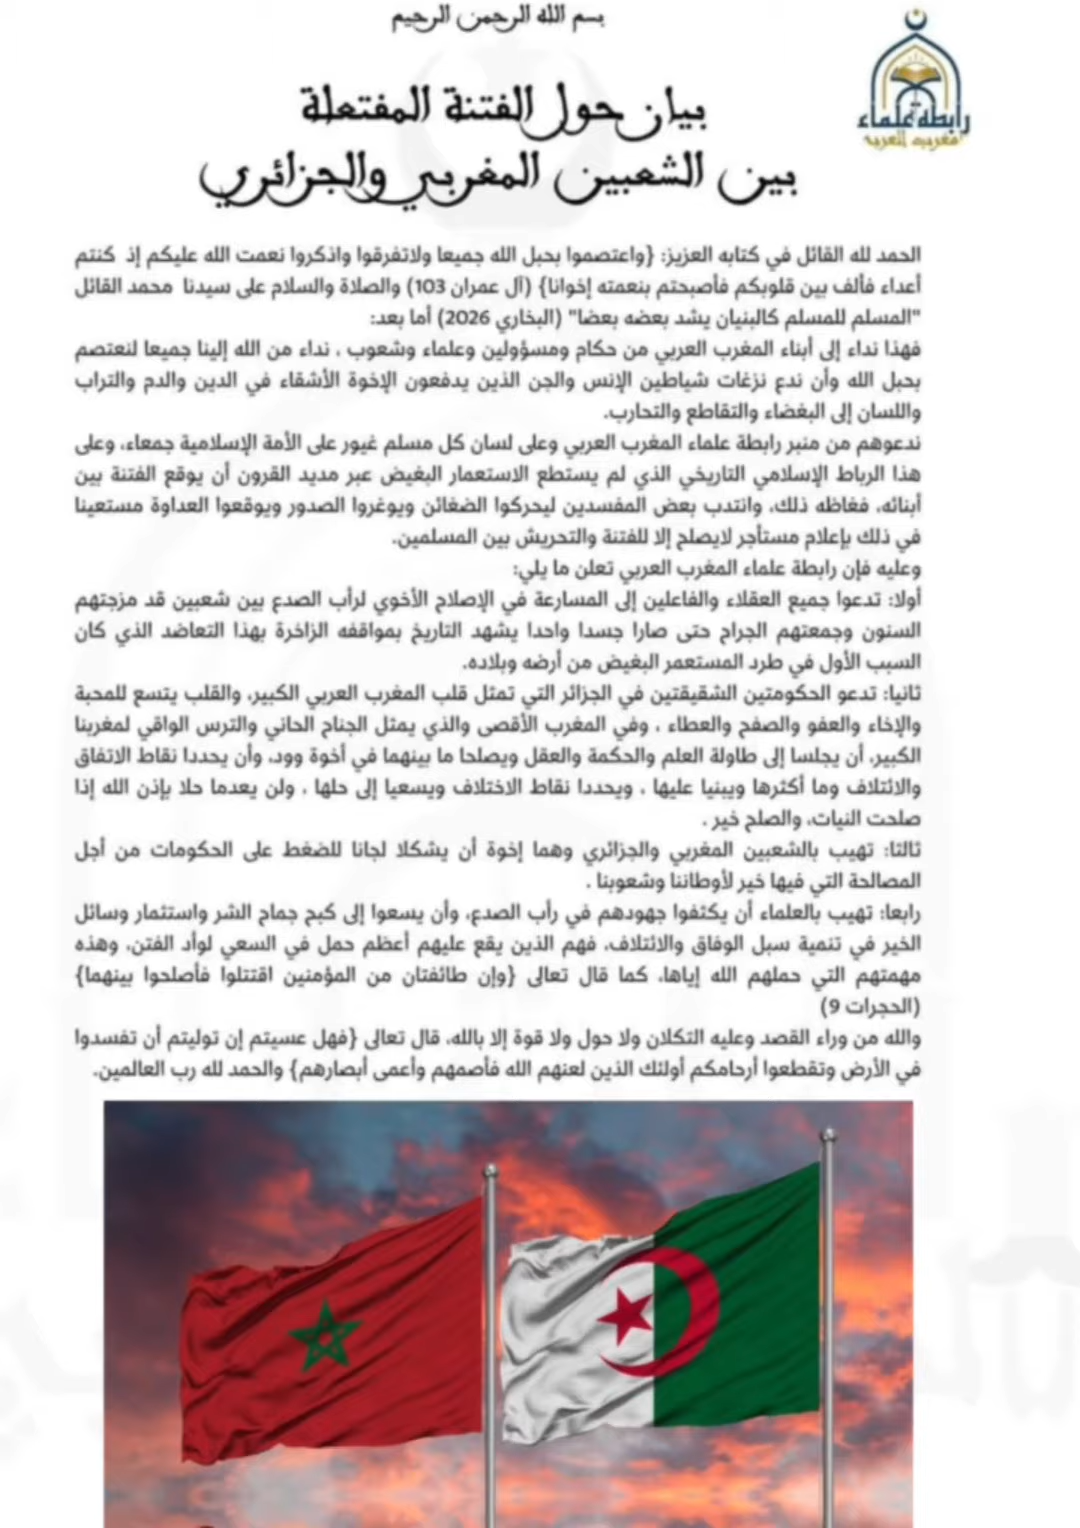 بسم الله الرحمن الرحيم
رابطة علماء
المغرب العربي
بيان حول الفتنة المفتعلة
بين الشعبين المغربي والجزائري
الحمد لله القائل في كتابه العزيز: {واعتصموا بحبل الله جميعا ولاتفرقوا واذكروا نعمت الله عليكم إذ كنتم
أعداء فألف بين قلوبكم فأصبحتم بنعمته إخوانا} (آل عمران 103) والصلاة والسلام على سيدنا محمد القائل
"المسلم للمسلم كالبنيان يشد بعضه بعضا" (البخاري 2026) أما بعد:
فهذا نداء إلى أبناء المغرب العربي من حكام ومسؤولين وعلماء وشعوب ، نداء من الله إلينا جميعا لنعتصم
بحبل الله وأن ندع نزغات شياطين الإنس والجن الذين يدفعون الإخوة الأشقاء في الدين والدم والتراب
واللسان إلى البغضاء والتقاطع والتحارب.
ندعوهم من منبر رابطة علماء المغرب العربي وعلى لسان كل مسلم غيور على الأمة الإسلامية جمعاء، وعلى
هذا الرباط الإسلامي التاريخي الذي لم يستطع الاستعمار البغيض عبر مديد القرون أن يوقع الفتنة بين
أبنائه، فغاظه ذلك، وانتدب بعض المفسدين ليحركوا الضغائن ويوغروا الصدور ويوقعوا العداوة مستعينا
في ذلك بإعلام مستأجر لايصلح إلا للفتنة والتحريش بين المسلمين.
وعليه فإن رابطة علماء المغرب العربي تعلن ما يلي:
أولا: تدعوا جميع العقلاء والفاعلين إلى المسارعة في الإصلاح الأخوي لرأب الصدع بين شعبين قد مزجتهم
السنون وجمعتهم الجراح حتى صارا جسدا واحدا يشهد التاريخ بمواقفه الزاخرة بهذا التعاضد الذي كان
السبب الأول في طرد المستعمر البغيض من أرضه وبلاده.
ثانيا: تدعو الحكومتين الشقيقتين في الجزائر التي تمثل قلب المغرب العربي الكبير، والقلب يتسع للمحبة
والإخاء والعفو والصفح والعطاء ، وفي المغرب الأقصى والذي يمثل الجناح الحاني والترس الواقي لمغربنا
الكبير، أن يجلسا إلى طاولة العلم والحكمة والعقل ويصلحا ما بينهما في أخوة وود، وأن يحددا نقاط الاتفاق
والائتلاف وما أكثرها ويبنيا عليها ، ويحددا نقاط الاختلاف ويسعيا إلى حلها ، ولن يعدما حلا بإذن الله إذا
صلحت النيات، والصلح خير .
ثالثا: تهيب بالشعبين المغربي والجزائري وهما إخوة أن يشكلا لجانا للضغط على الحكومات من أجل
المصالحة التي فيها خير لأوطاننا وشعوبنا .
رابعا: تهيب بالعلماء أن يكثفوا جهودهم في رأب الصدع، وأن يسعوا إلى كبح جماح الشر واستثمار وسائل
الخير في تنمية سبل الوفاق والائتلاف، فهم الذين يقع عليهم أعظم حمل في السعي لوأد الفتن، وهذه
مهمتهم التي حملهم الله إياها، كما قال تعالى {وإن طائفتان من المؤمنين اقتتلوا فأصلحوا بينهما}
(الحجرات 9)
والله من وراء القصد وعليه التكلان ولا حول ولا قوة إلا بالله، قال تعالى {فهل عسيتم إن توليتم أن تفسدوا
في الأرض وتقطعوا أرحامكم أولئك الذين لعنهم الله فأصمهم وأعمى أبصارهم} والحمد لله رب العالمين.